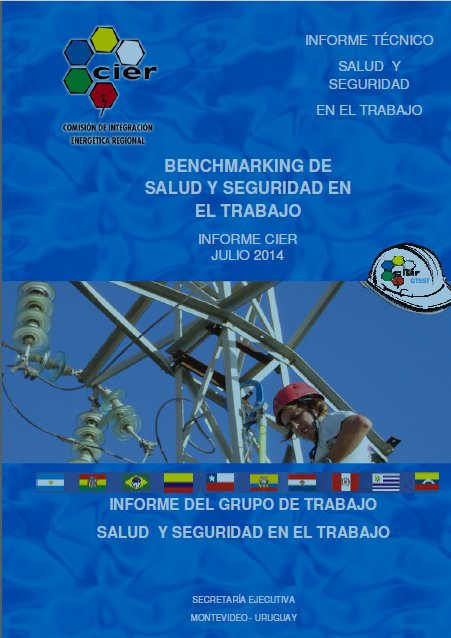 cier
COMISIÓN DE INTEGRACIÓN
ENERGÉTICA REGIONAL
INFORME TÉCNICO
SALUD Y
SEGURIDAD
EN EL TRABAJO
BENCHMARKING DE
SALUD Y SEGURIDAD EN
EL TRABAJO
INFORME CIER
JULIO 2014
GTSST
INFORME DEL GRUPO DE TRABAJO
SALUD Y SEGURIDAD EN EL TRABAJO
SECRETARÍA EJECUTIVA
MONTEVIDEO - URUGUAY